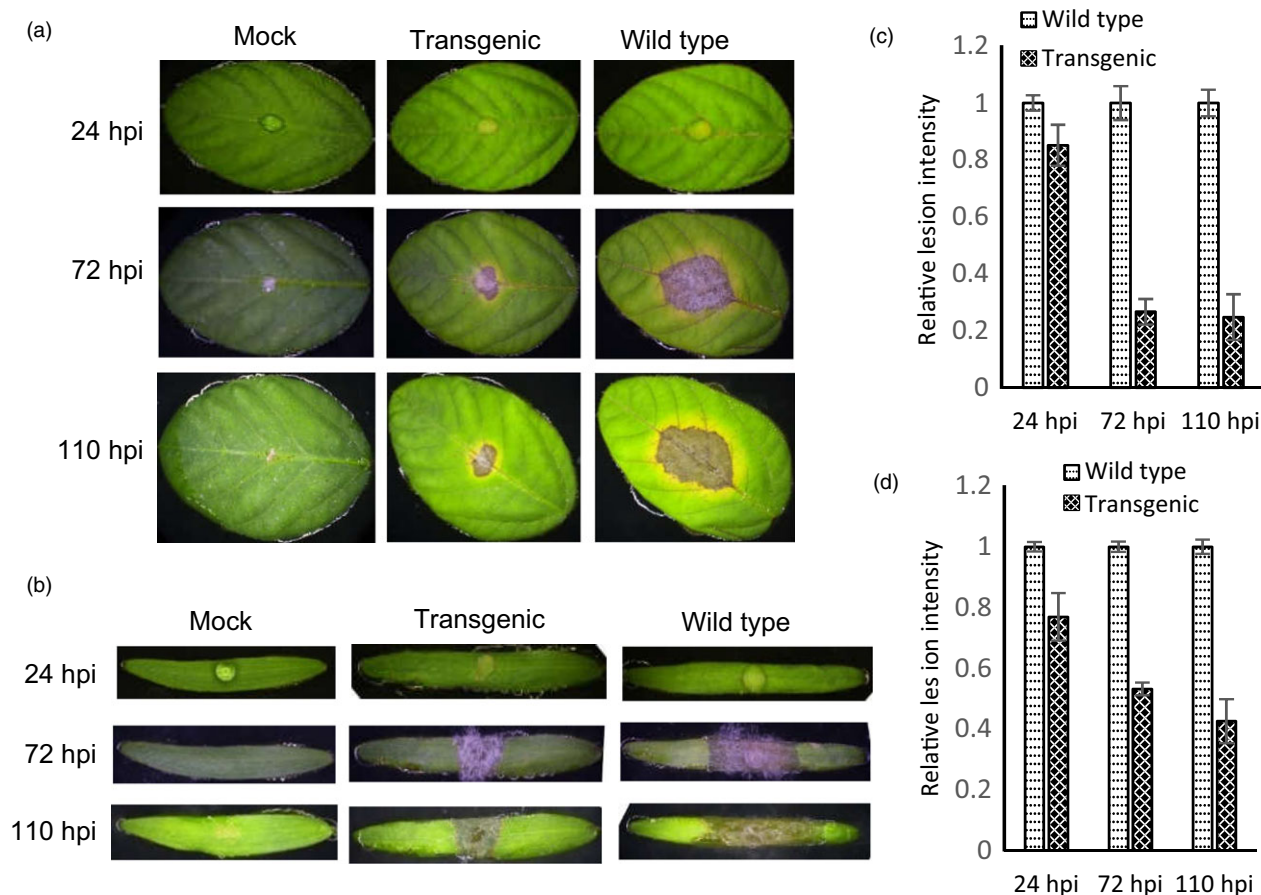 (a)
Mock Transgenic Wild type
24 hpi
72 hpi
110 hpi
(b)
Mock Transgenic Wild type
24 hpi
72 hpi
110 hpi
(c)
Wild type
Transgenic
Relative lesion intensity
1.2
1
0.8
0.6
0.4
0.2
0
24 hpi 72 hpi 110 hpi
(d)
Wild type
Transgenic
Relative les ion intensity
1.2
1
0.8
0.6
0.4
0.2
0
24 hpi 72 hpi 110 hpi